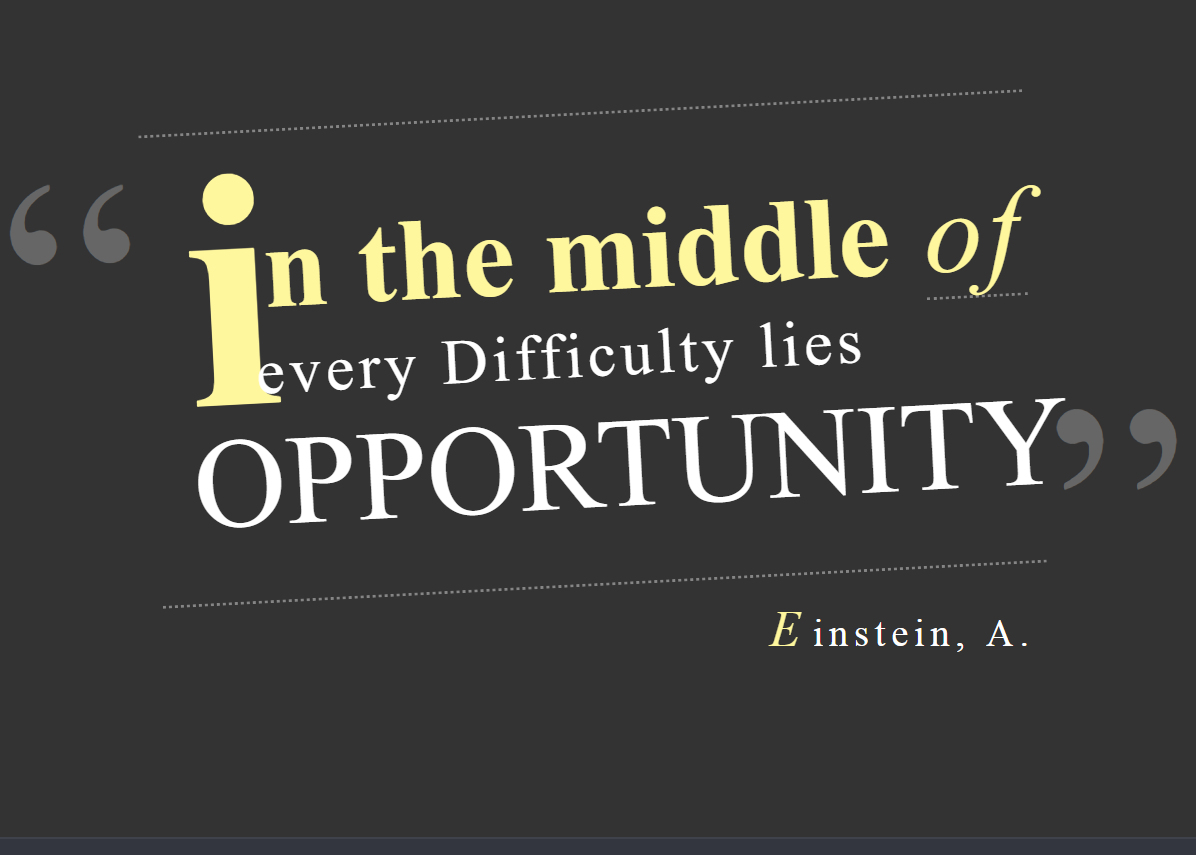 “in the middle of
every Difficulty lies
OPPORTUNITY”
Einstein, A.